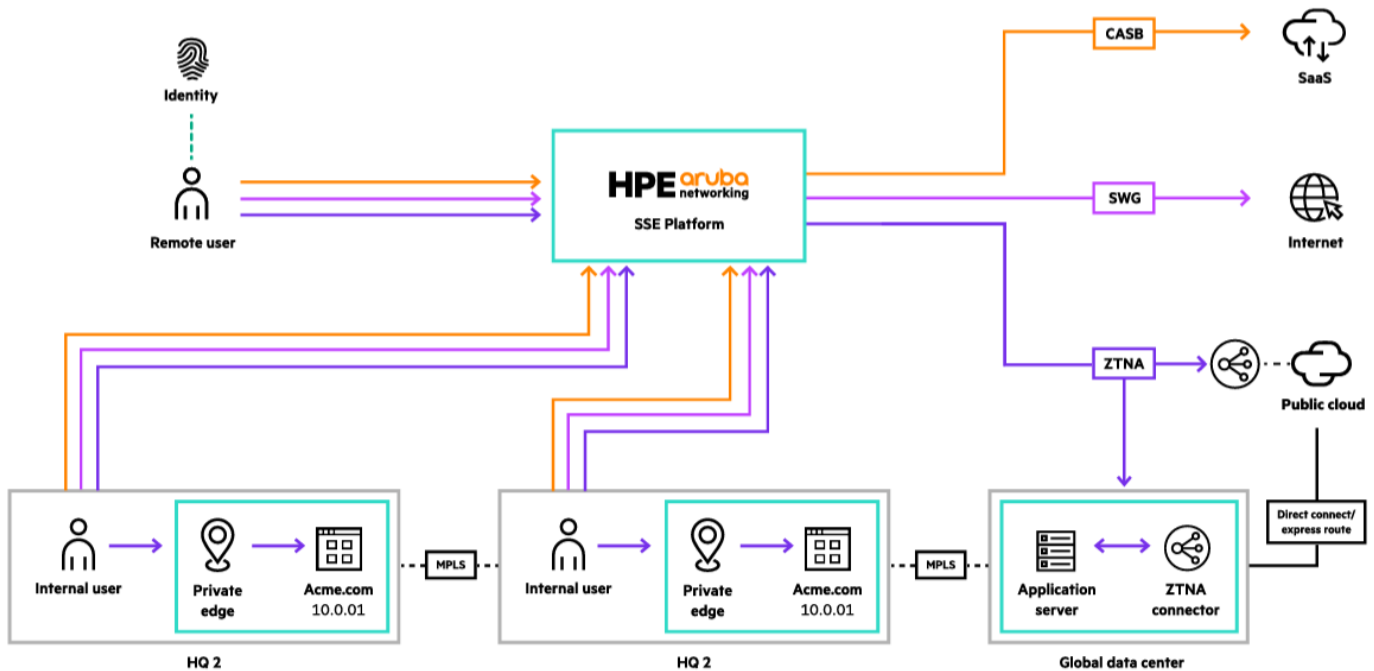 CASB
SaaS
Identity
HPE aruba
networking
SSE Platform
SWG
Remote user
Internet
ZTNA
Public cloud
Direct connect/
express route
Internal user
Private
edge
Acme.com
10.0.01
MPLS
Internal user
Private
edge
Acme.com
10.0.01
MPLS
Application
server
ZTNA
connector
HQ 2
HQ 2
Global data center